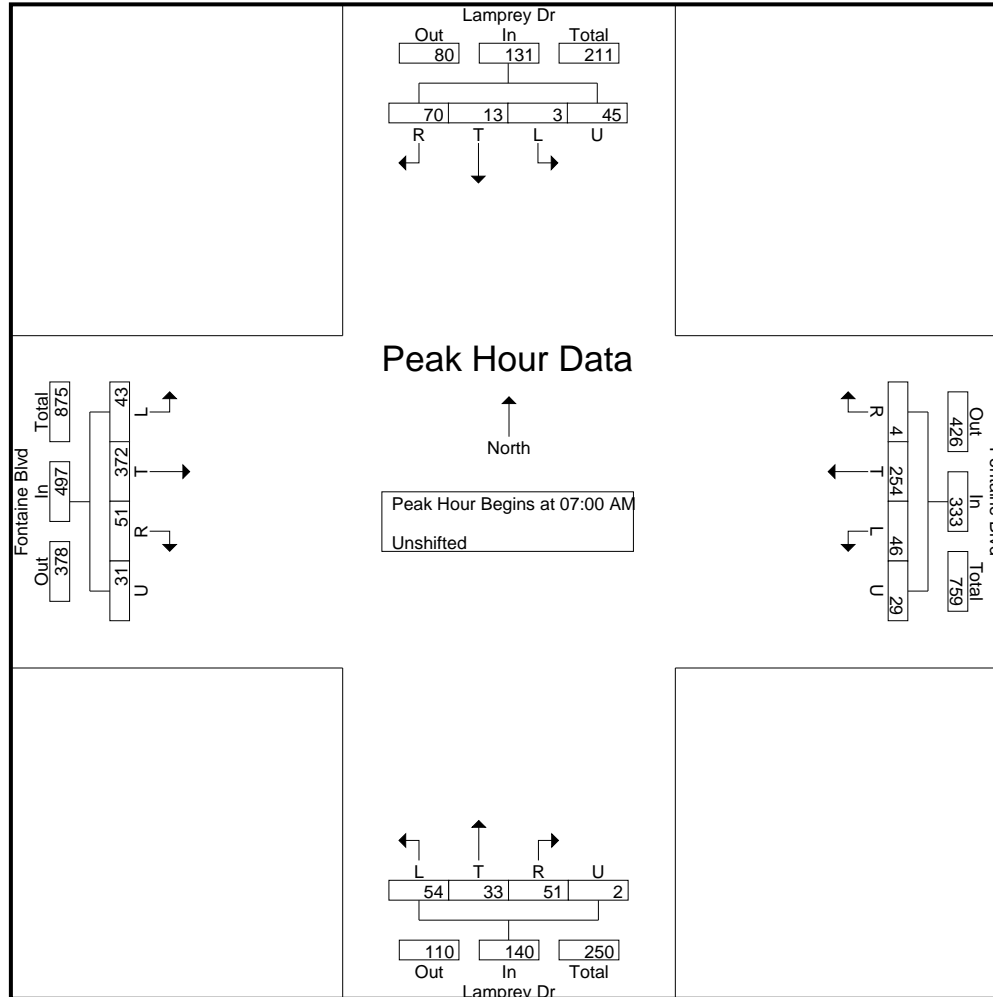 Lamprey Dr
Out In Total
80 131 211
70 13 3 45
R T L U
Peak Hour Data
North
Peak Hour Begins at 07:00 AM
Unshifted
Fontaine Blvd
Total In Out
875 497 378
43 372 51 31
L T R U
R T L U
4 254 46 29
Out In Total
426 333 759
L T R U
54 33 51 2
110 140 250
Out In Total
Lamprey Dr